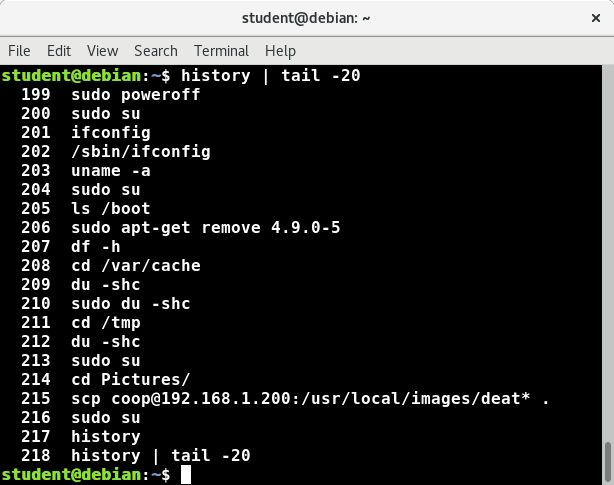 student@debian: ~
File Edit View Search Terminal Help
student@debian:~$ history | tail -20
199 sudo poweroff
200 sudo su
201 ifconfig
202 /sbin/ifconfig
203 uname -a
204 sudo su
205 ls /boot
206 sudo apt-get remove 4.9.0-5
207 df -h
208 cd /var/cache
209 du -shc
210 sudo du -shc
211 cd /tmp
212 du -shc
213 sudo su
214 cd Pictures/
215 scp coop@192.168.1.200:/usr/local/images/deat* .
216 sudo su
217 history
218 history | tail -20
student@debian:~$